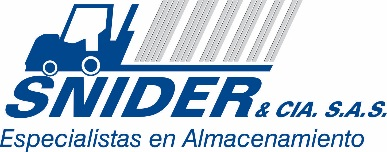 SNIDER & CIA. S.A.S.
Especialistas en Almacenamiento